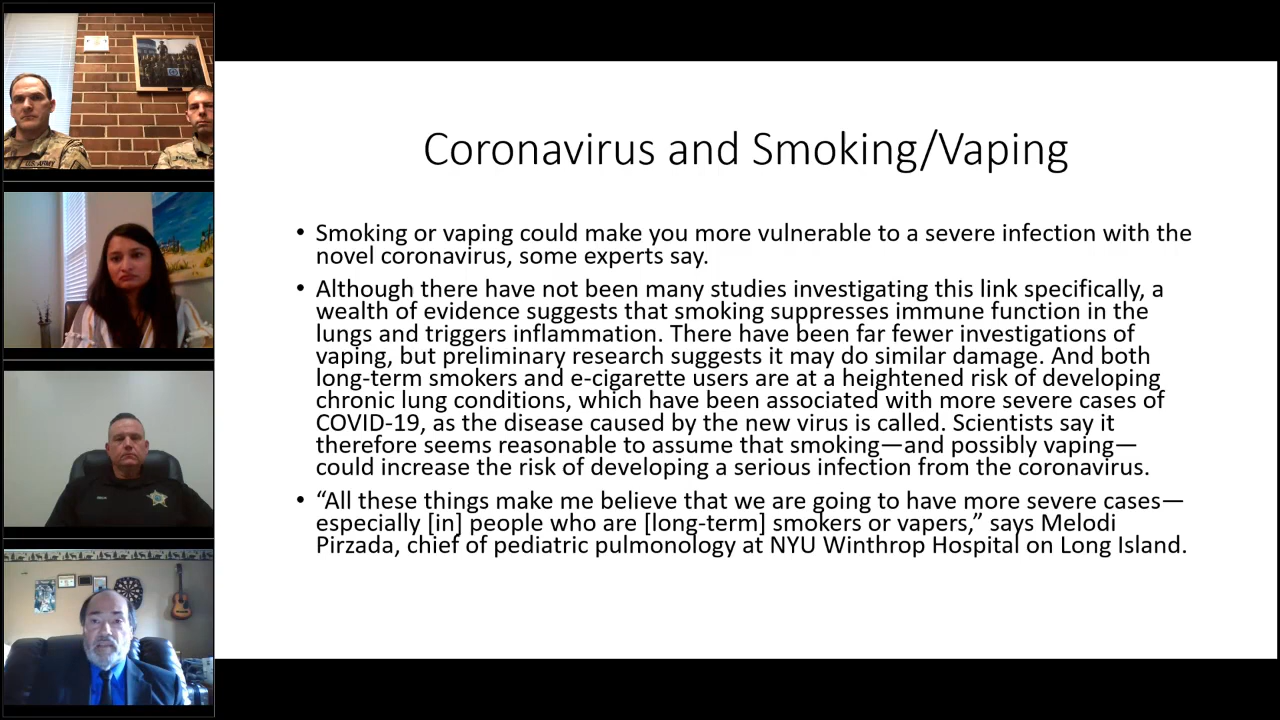 Coronavirus and Smoking/Vaping
• Smoking or vaping could make you more vulnerable to a severe infection with the
novel coronavirus, some experts say.
• Although there have not been many studies investigating this link specifically, a
wealth of evidence suggests that smoking suppresses immune function in the
lungs and triggers inflammation. There have been far fewer investigations of
vaping, but preliminary research suggests it may do similar damage. And both
long-term smokers and e-cigarette users are at a heightened risk of developing
chronic lung conditions, which have been associated with more severe cases of
COVID-19, as the disease caused by the new virus is called. Scientists say it
therefore seems reasonable to assume that smoking—and possibly vaping—
could increase the risk of developing a serious infection from the coronavirus.
• “All these things make me believe that we are going to have more severe cases—
especially [in] people who are [long-term] smokers or vapers,” says Melodi
Pirzada, chief of pediatric pulmonology at NYU Winthrop Hospital on Long Island.
U.S. ARMY